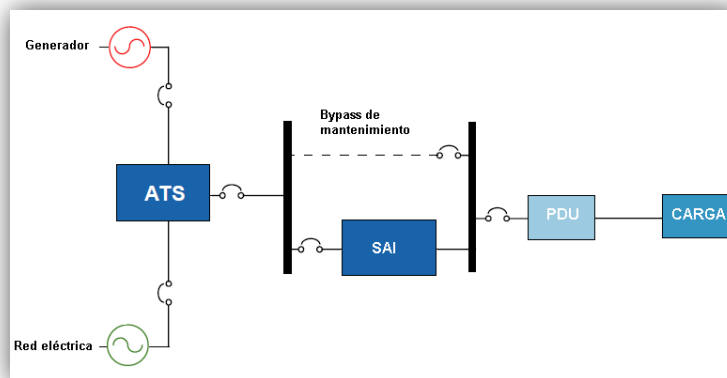 Generador
Bypass de
mantenimiento
ATS
PDU
CARGA
SAI
Red eléctrica